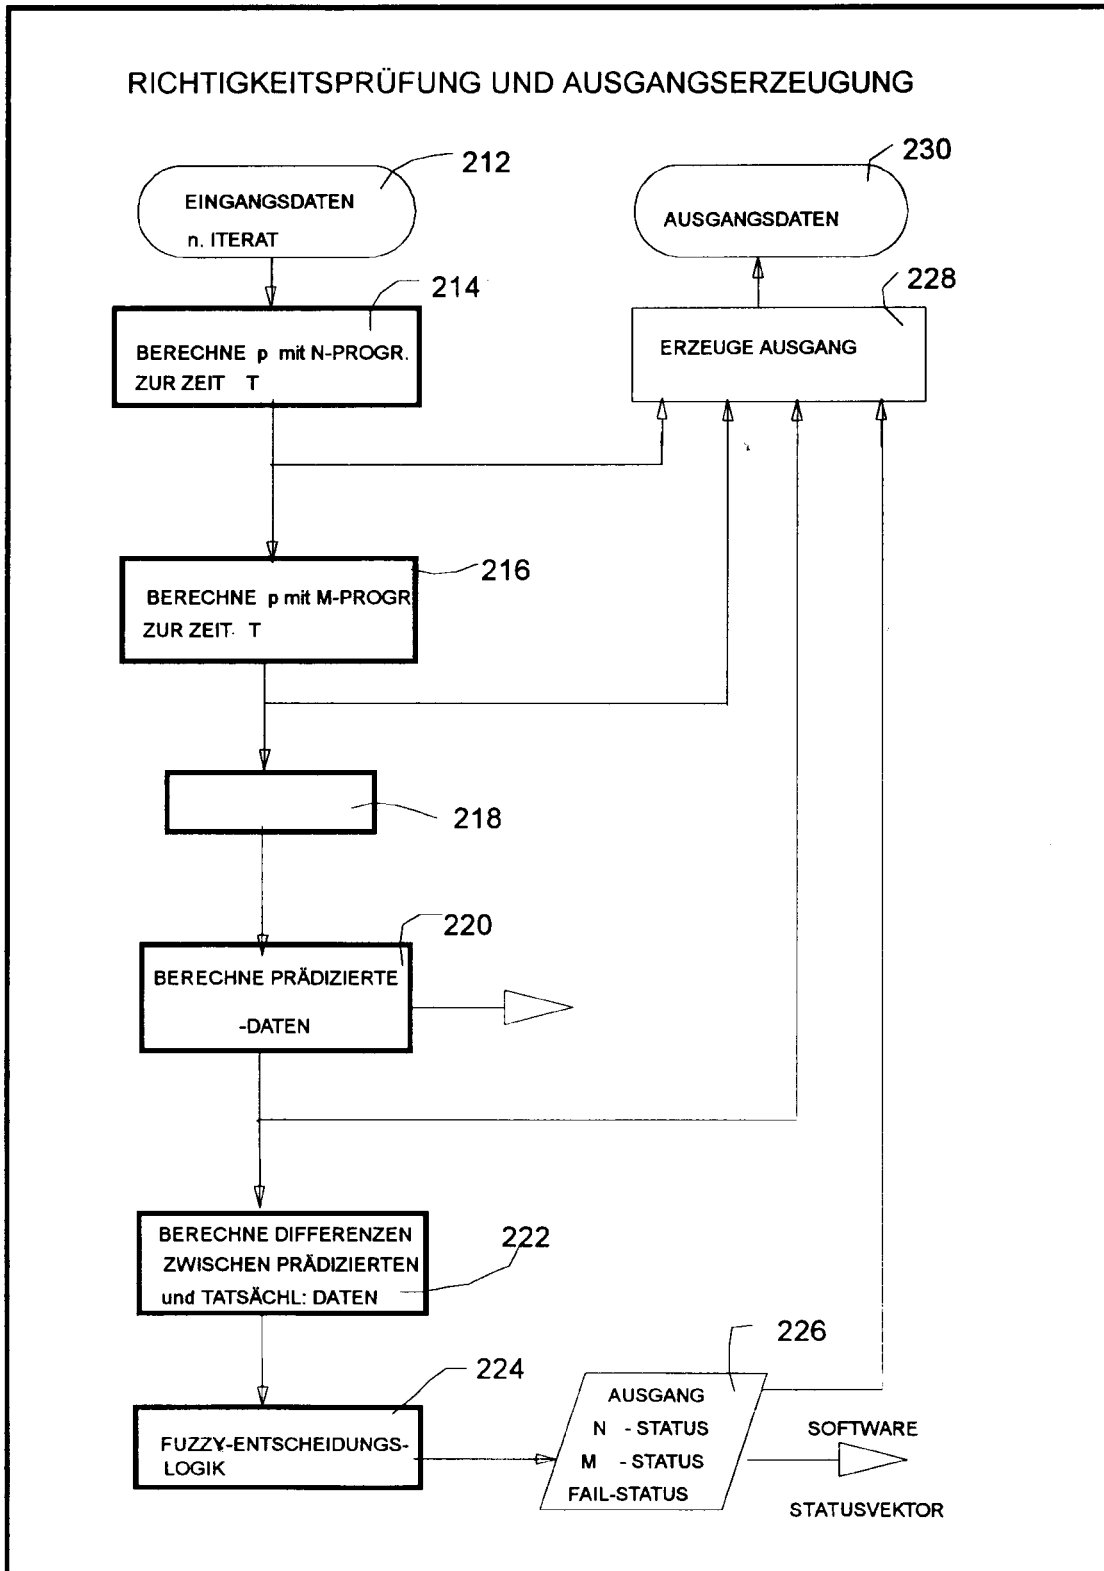 RICHTIGKEITSPRÜFUNG UND AUSGANGSERZEUGUNG
212
EINGANGSDATEN
n. ITERAT
230
AUSGANGSDATEN
214
BERECHNE p mit N-PROGR.
ZUR ZEIT T
228
ERZEUGE AUSGANG
216
BERECHNE p mit M-PROGR
ZUR ZEIT T
218
220
BERECHNE PRÄDIZIERTE
-DATEN
222
BERECHNE DIFFERENZEN
ZWISCHEN PRÄDIZIERTEN
und TATSÄCHL: DATEN
224
FUZZY-ENTSCHEIDUNGS-
LOGIK
226
AUSGANG
N - STATUS
M - STATUS
FAIL-STATUS
SOFTWARE
STATUSVEKTOR